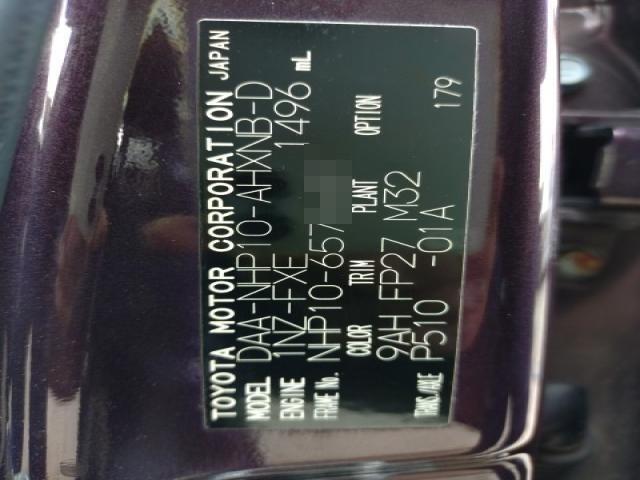 TOYOTA MOTOR CORPORATION JAPAN
MODEL DAA-NHP10-AHXNB-D
ENGINE 1NZ-FXE 1496 mL
FRAME No. NHP10-657
COLOR TRIM PLANT OPTION
9AH FP27 M32
TRANS/AXLE P510 -01A 179